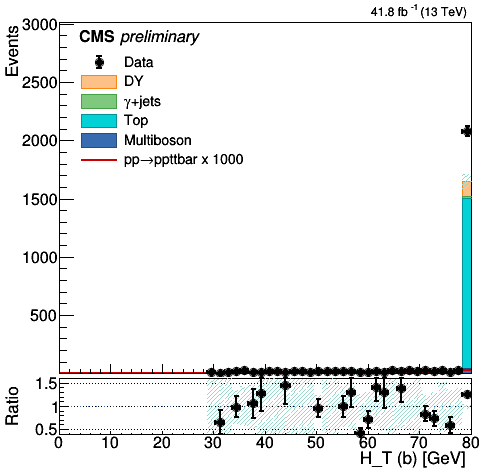 41.8 fb⁻¹ (13 TeV)
Events
3000
2500
2000
1500
1000
500
CMS preliminary
Data
DY
γ+jets
Top
Multiboson
pp→ppttbar x 1000
Ratio
1.5
1
0.5
0 10 20 30 40 50 60 70 80
H_T (b) [GeV]